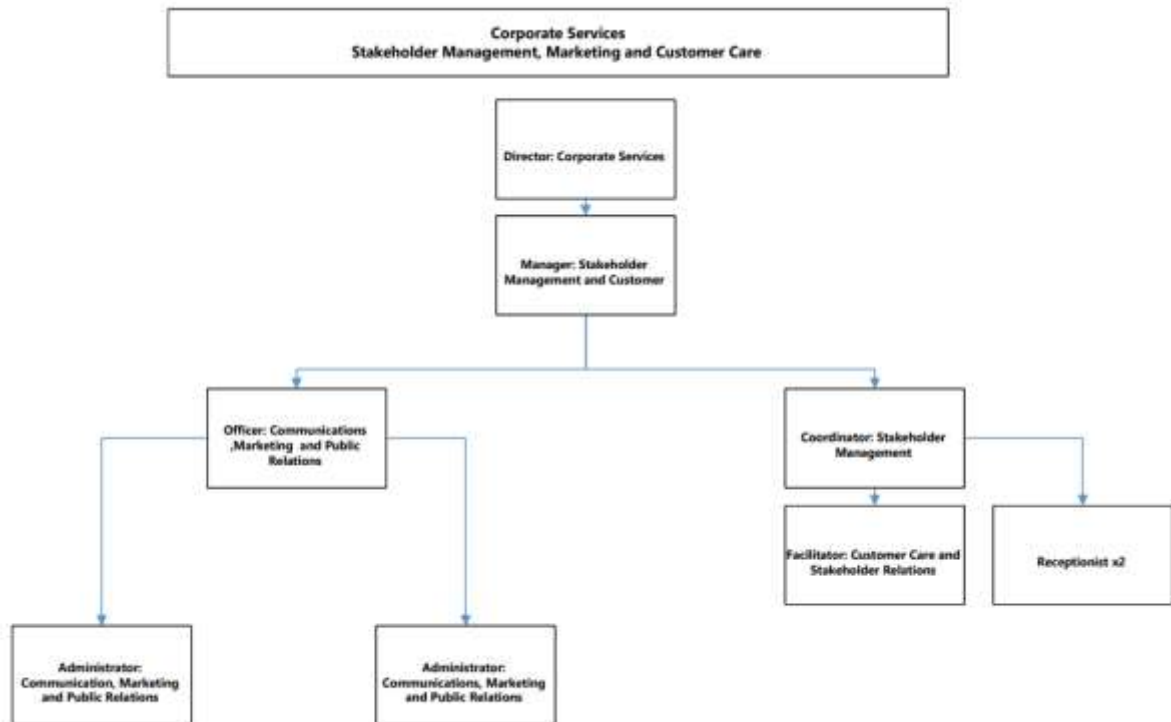 Corporate Services
Stakeholder Management, Marketing and Customer Care
Director: Corporate Services
Manager: Stakeholder
Management and Customer
Officer: Communications
,Marketing and Public
Relations
Coordinator: Stakeholder
Management
Facilitator: Customer Care and
Stakeholder Relations
Receptionist x2
Administrator:
Communication, Marketing
and Public Relations
Administrator:
Communications, Marketing
and Public Relations